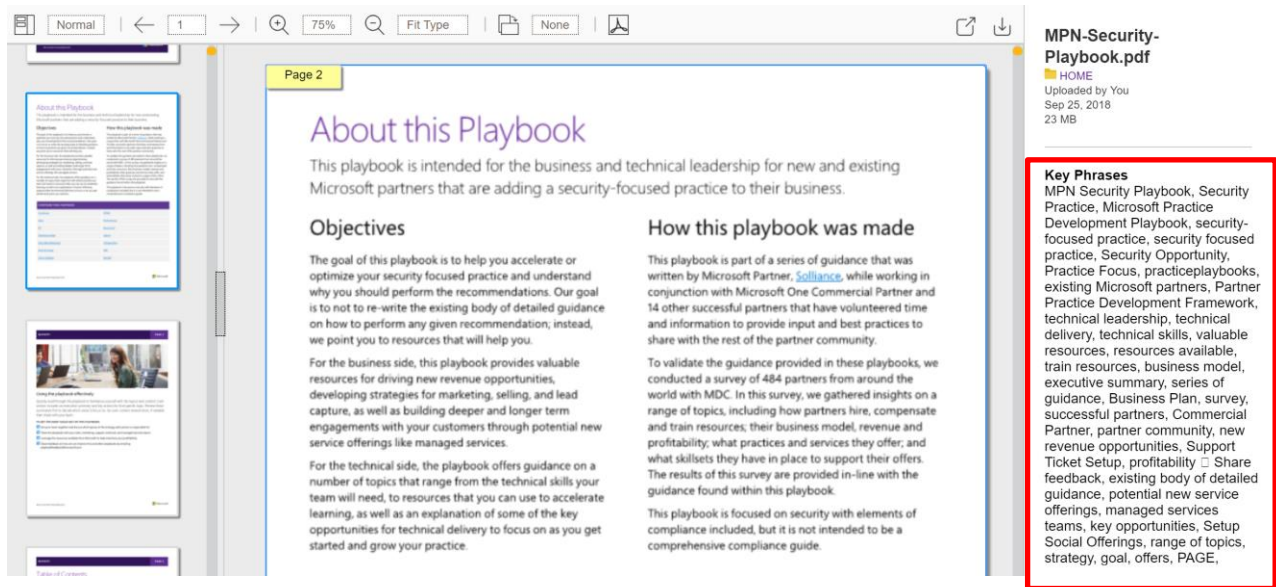 Normal
1
75%
Fit Type
None
About this Playbook
Objectives
How this playbook was made
Using the playbook effectively
Table of Contents
Page 2
About this Playbook
This playbook is intended for the business and technical leadership for new and existing
Microsoft partners that are adding a security-focused practice to their business.
Objectives
The goal of this playbook is to help you accelerate or
optimize your security focused practice and understand
why you should perform the recommendations. Our goal
is to not to re-write the existing body of detailed guidance
on how to perform any given recommendation; instead,
we point you to resources that will help you.
For the business side, this playbook provides valuable
resources for driving new revenue opportunities,
developing strategies for marketing, selling, and lead
capture, as well as building deeper and longer term
engagements with your customers through potential new
service offerings like managed services.
For the technical side, the playbook offers guidance on a
number of topics that range from the technical skills your
team will need, to resources that you can use to accelerate
learning, as well as an explanation of some of the key
opportunities for technical delivery to focus on as you get
started and grow your practice.
How this playbook was made
This playbook is part of a series of guidance that was
written by Microsoft Partner, Solliance, while working in
conjunction with Microsoft One Commercial Partner and
14 other successful partners that have volunteered time
and information to provide input and best practices to
share with the rest of the partner community.
To validate the guidance provided in these playbooks, we
conducted a survey of 484 partners from around the
world with MDC. In this survey, we gathered insights on a
range of topics, including how partners hire, compensate
and train resources; their business model, revenue and
profitability; what practices and services they offer; and
what skillsets they have in place to support their offers.
The results of this survey are provided in-line with the
guidance found within this playbook.
This playbook is focused on security with elements of
compliance included, but it is not intended to be a
comprehensive compliance guide.
MPN-Security-
Playbook.pdf
HOME
Uploaded by You
Sep 25, 2018
23 MB
Key Phrases
MPN Security Playbook, Security
Practice, Microsoft Practice
Development Playbook, security-
focused practice, security focused
practice, Security Opportunity,
Practice Focus, practiceplaybooks,
existing Microsoft partners, Partner
Practice Development Framework,
technical leadership, technical
delivery, technical skills, valuable
resources, resources available,
train resources, business model,
executive summary, series of
guidance, Business Plan, survey,
successful partners, Commercial
Partner, partner community, new
revenue opportunities, Support
Ticket Setup, profitability □ Share
feedback, existing body of detailed
guidance, potential new service
offerings, managed services
teams, key opportunities, Setup
Social Offerings, range of topics,
strategy, goal, offers, PAGE,